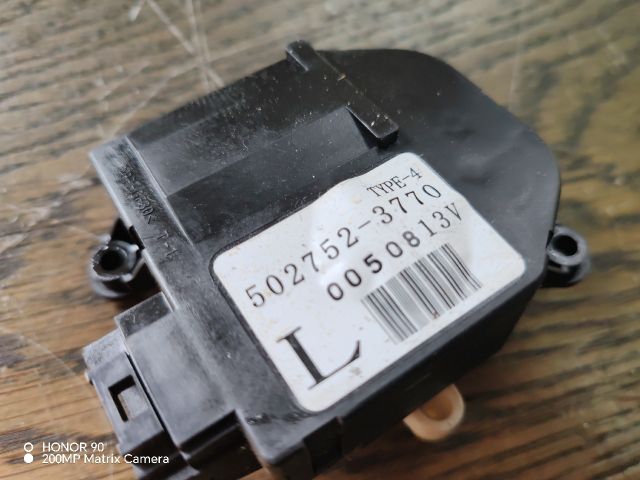 TYPE-4
502752-3770
0050813V
L
HONOR 90
200MP Matrix Camera